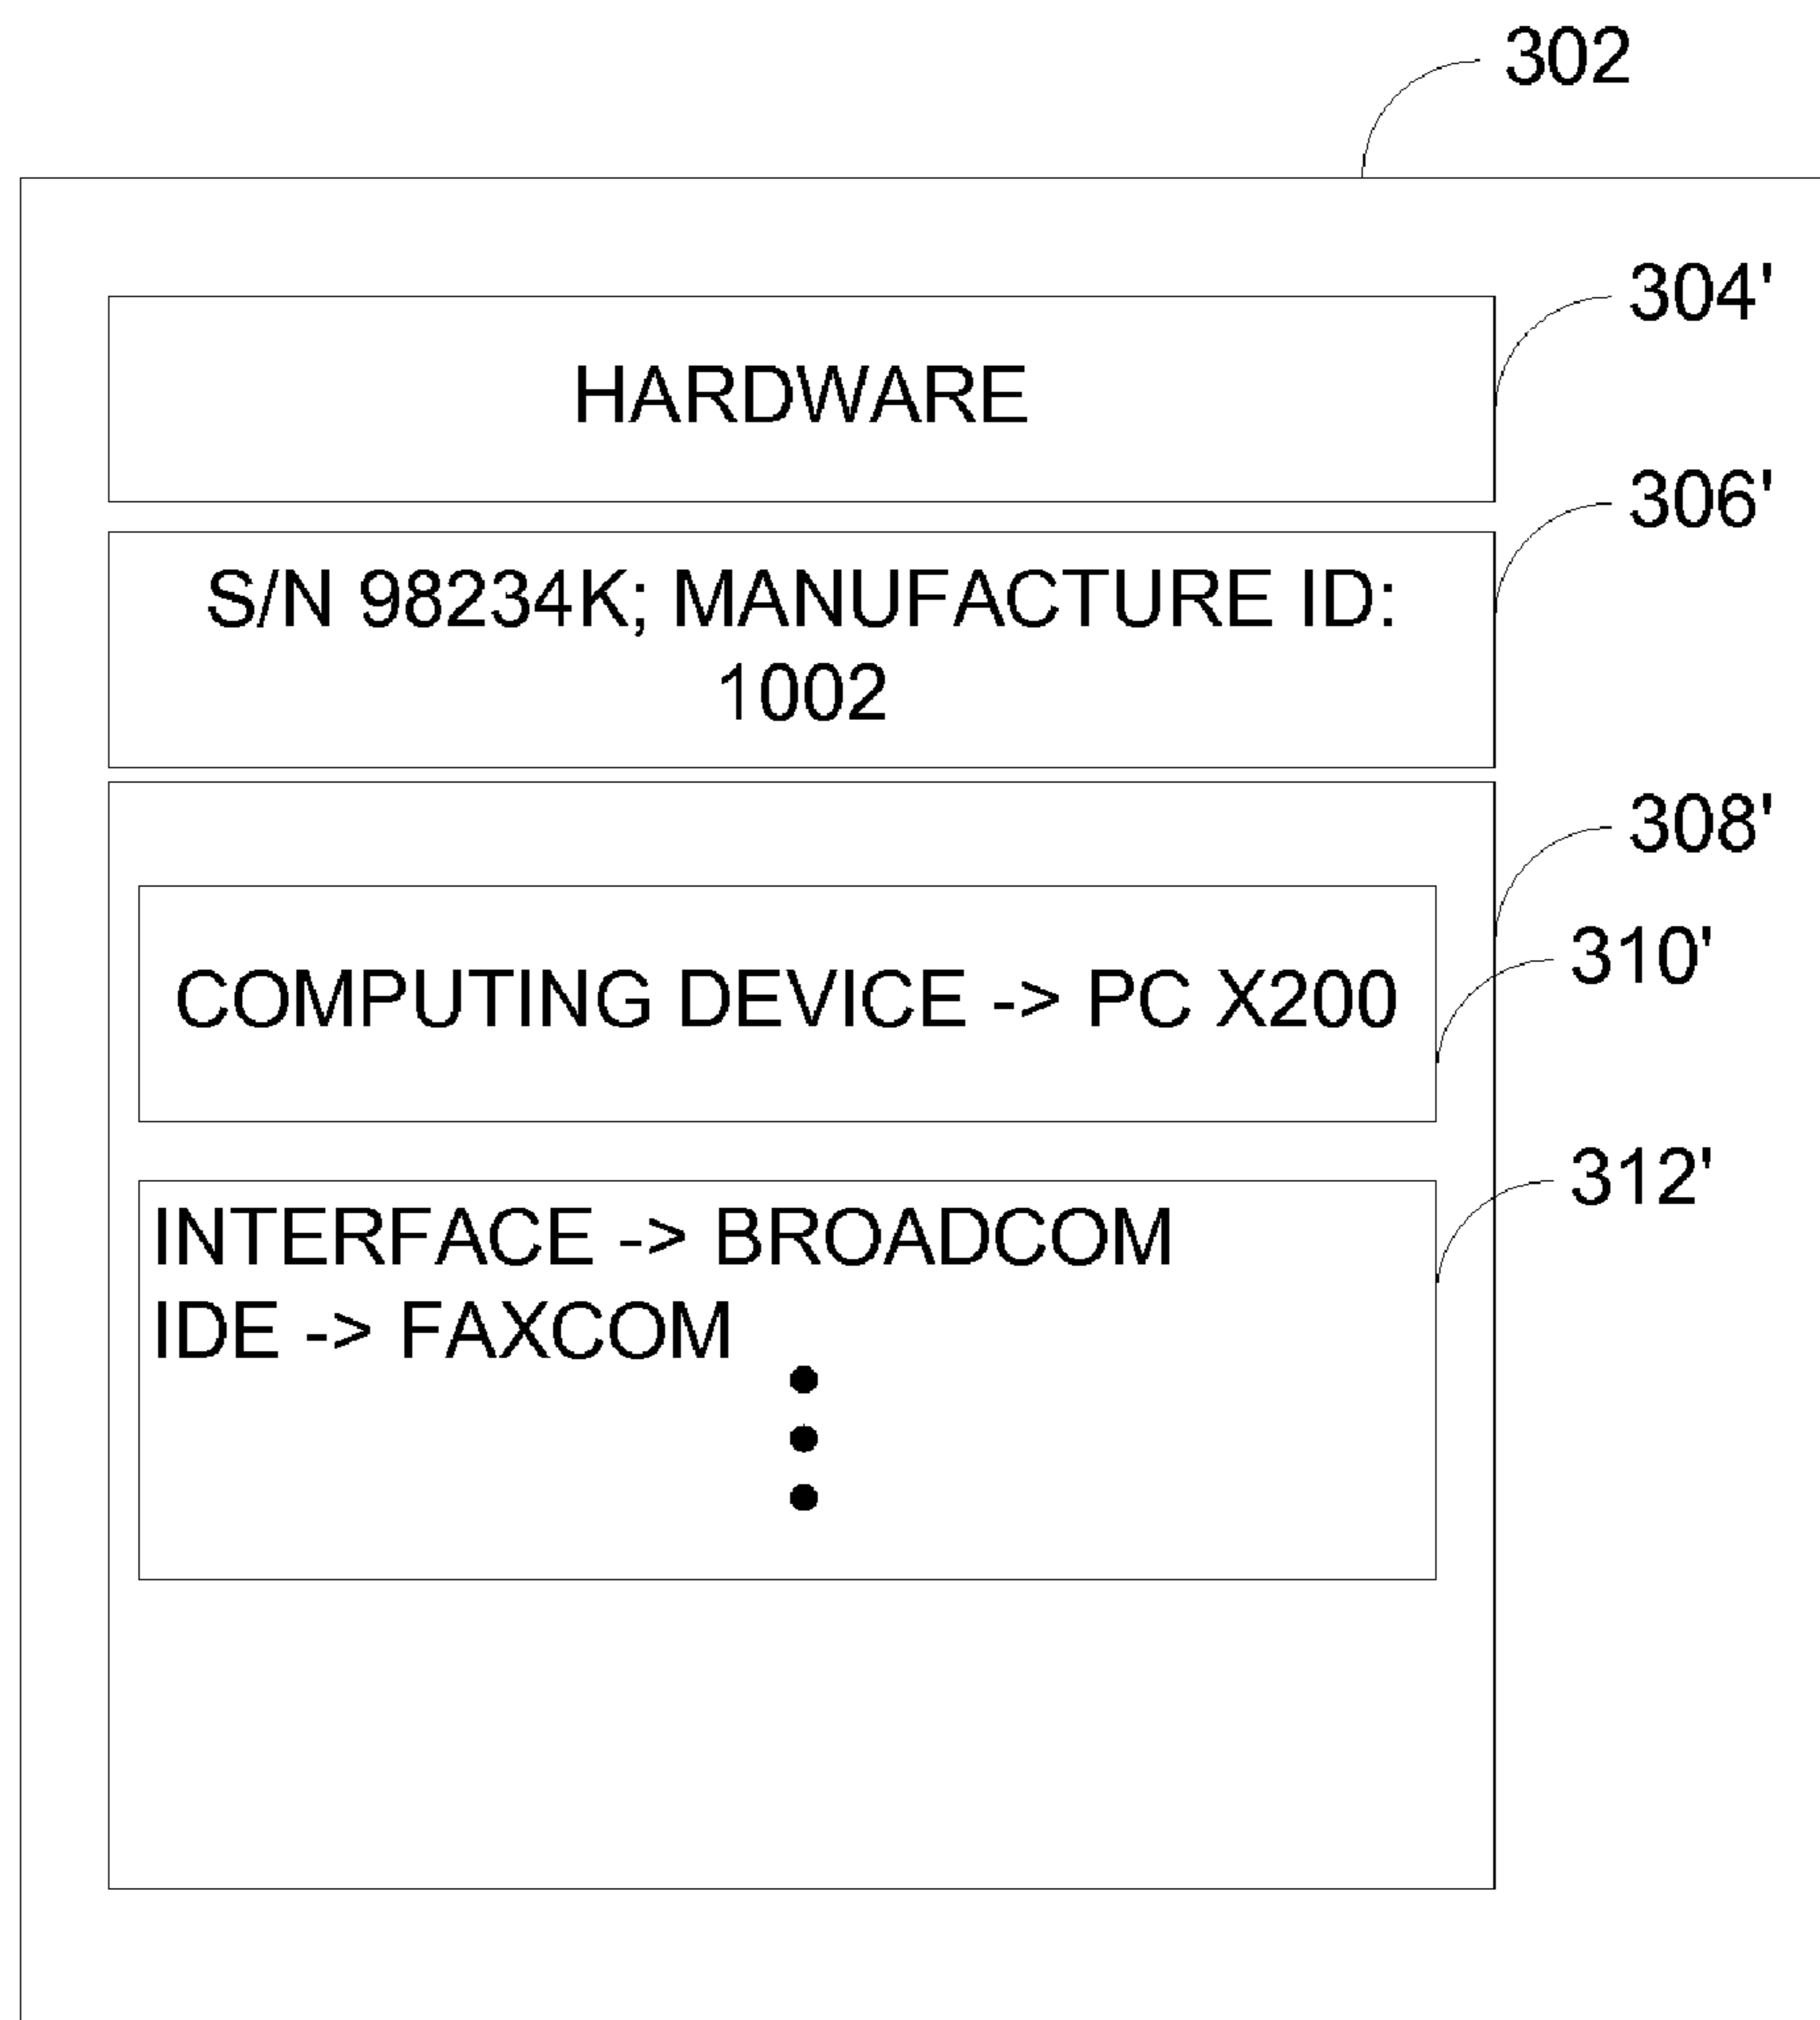 302
304'
HARDWARE
306'
S/N 98234K; MANUFACTURE ID:
1002
308'
310'
COMPUTING DEVICE -> PC X200
312'
INTERFACE -> BROADCOM
IDE -> FAXCOM